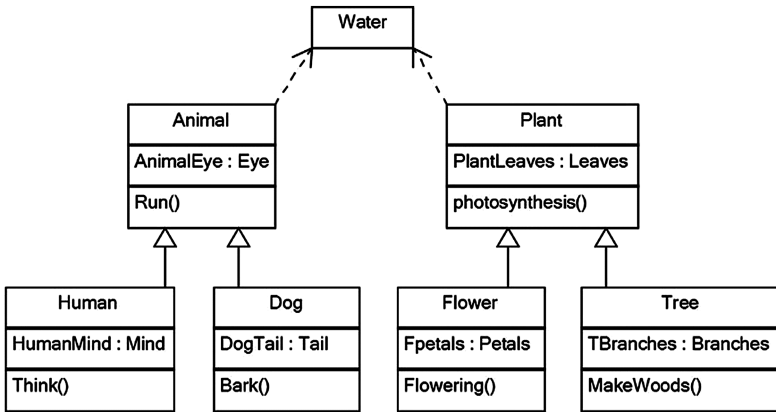 Water
Animal
AnimalEye : Eye
Run()
Plant
PlantLeaves : Leaves
photosynthesis()
Human
HumanMind : Mind
Think()
Dog
DogTail : Tail
Bark()
Flower
Fpetals : Petals
Flowering()
Tree
TBranches : Branches
MakeWoods()